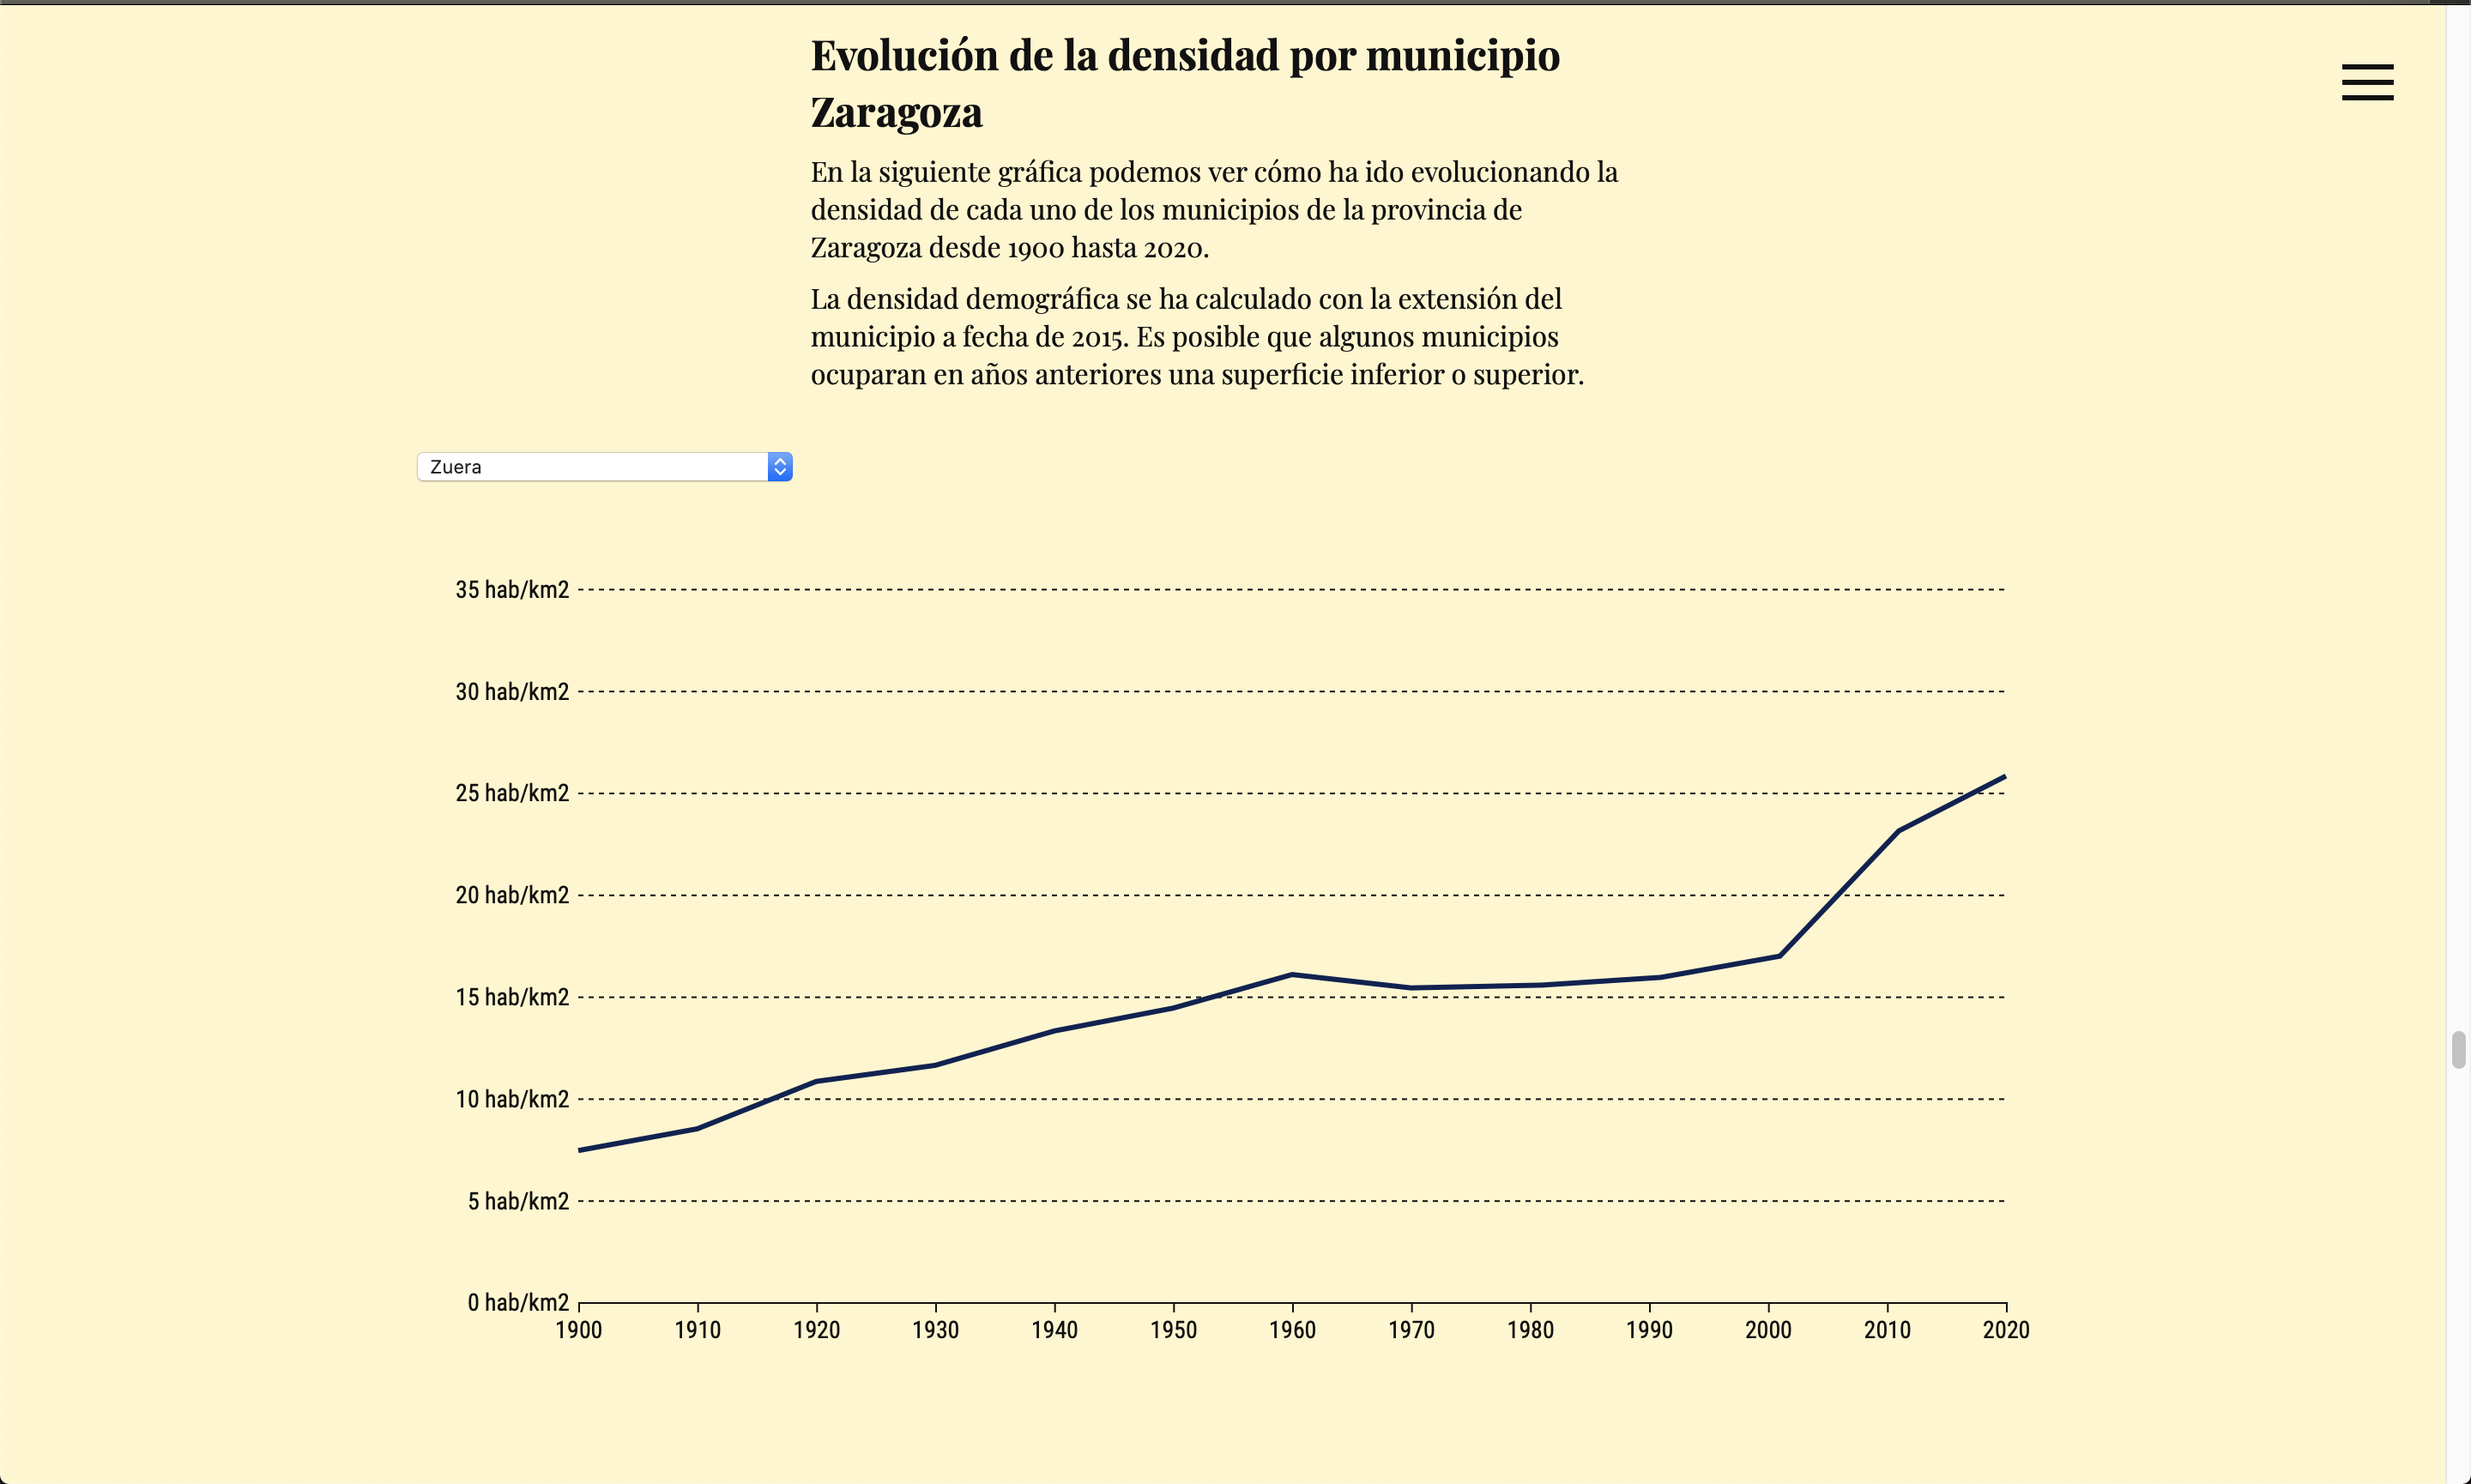 Evolución de la densidad por municipio
Zaragoza
En la siguiente gráfica podemos ver cómo ha ido evolucionando la
densidad de cada uno de los municipios de la provincia de
Zaragoza desde 1900 hasta 2020.
La densidad demográfica se ha calculado con la extensión del
municipio a fecha de 2015. Es posible que algunos municipios
ocuparan en años anteriores una superficie inferior o superior.
Zuera
35 hab/km2
30 hab/km2
25 hab/km2
20 hab/km2
15 hab/km2
10 hab/km2
5 hab/km2
0 hab/km2
1900 1910 1920 1930 1940 1950 1960 1970 1980 1990 2000 2010 2020